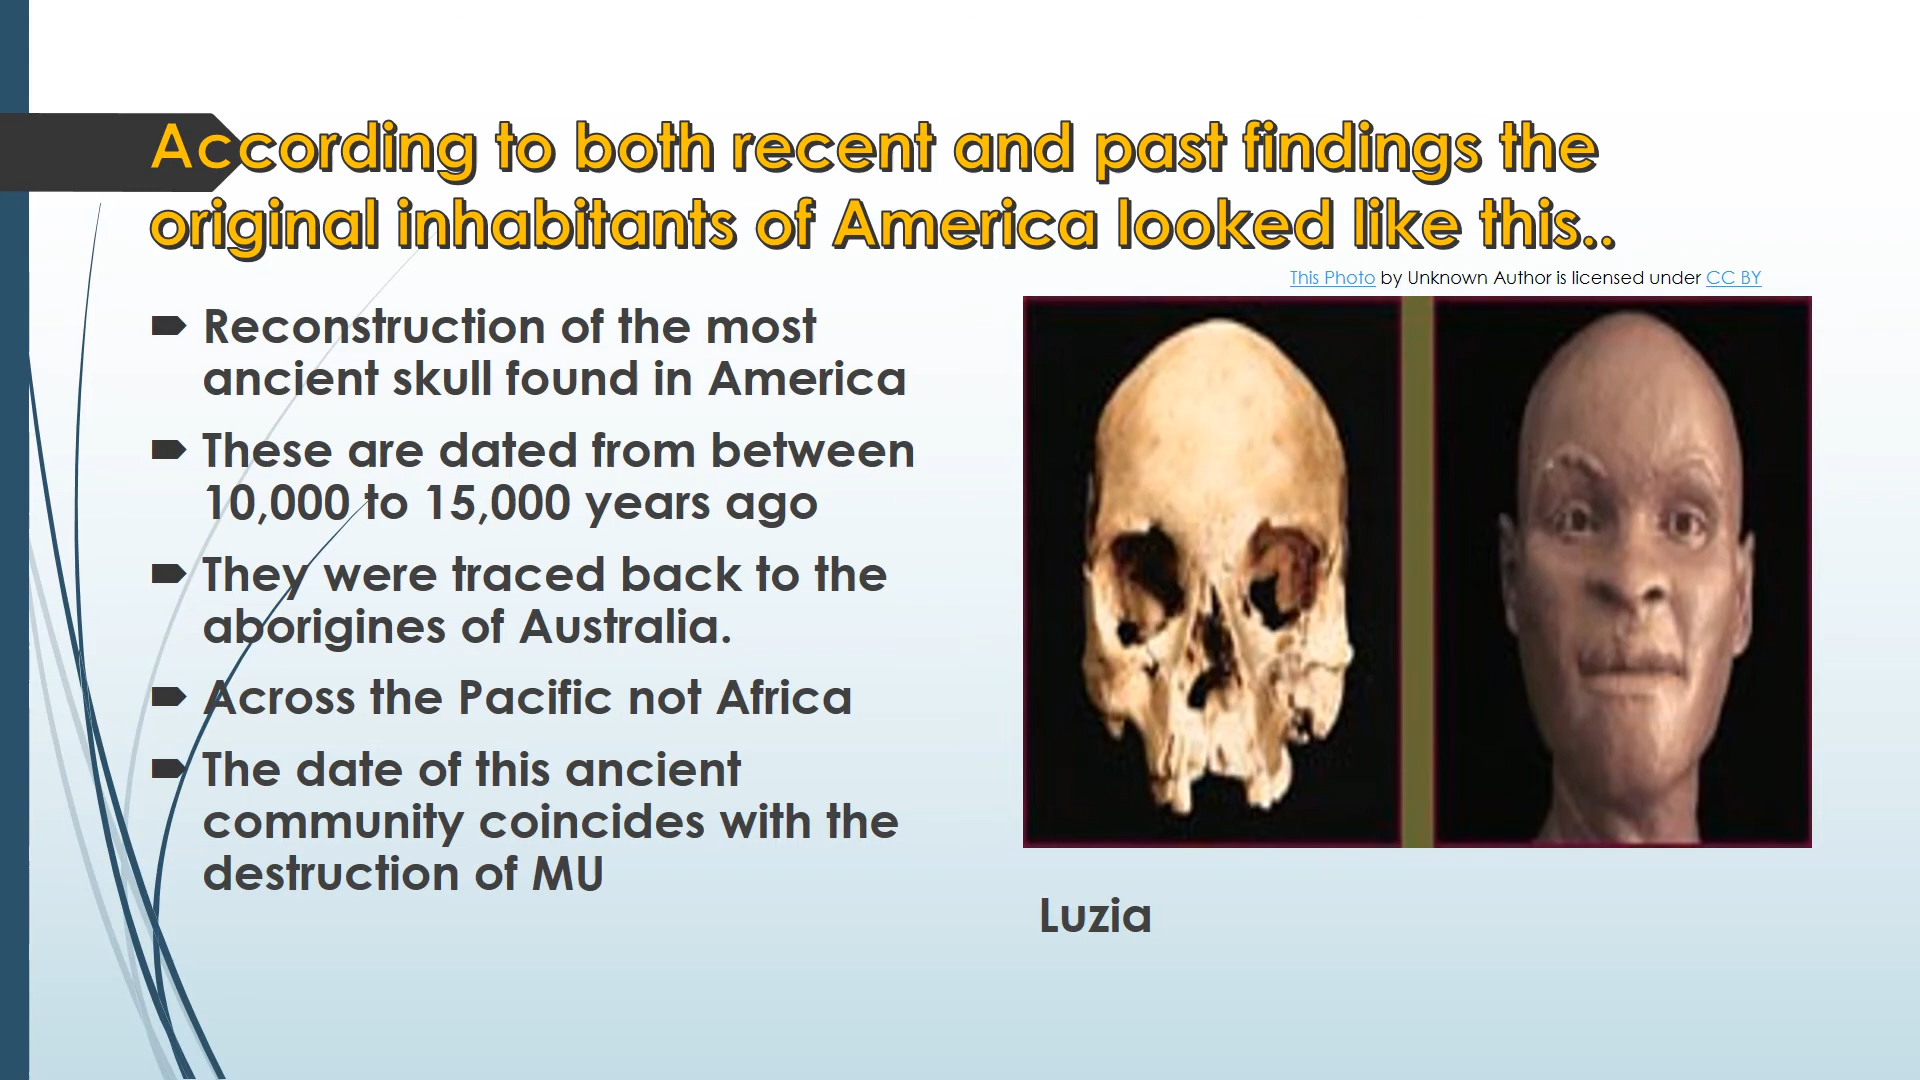 According to both recent and past findings the
original inhabitants of America looked like this..
This Photo by Unknown Author is licensed under CC BY
Reconstruction of the most
ancient skull found in America
These are dated from between
10,000 to 15,000 years ago
They were traced back to the
aborigines of Australia.
Across the Pacific not Africa
The date of this ancient
community coincides with the
destruction of MU
Luzia